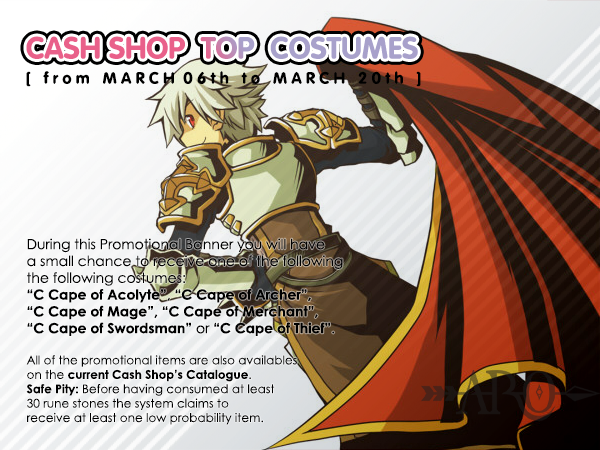 CASH SHOP TOP COSTUMES
[ from MARCH 06th to MARCH 20th ]
During this Promotional Banner you will have
a small chance to receive one of the following
the following costumes:
“C Cape of Acolyte”, “C Cape of Archer”,
“C Cape of Mage”, “C Cape of Merchant”,
“C Cape of Swordsman” or “C Cape of Thief”.
All of the promotional items are also availables
on the current Cash Shop’s Catalogue.
Safe Pity: Before having consumed at least
30 rune stones the system claims to
receive at least one low probability item.
ARO